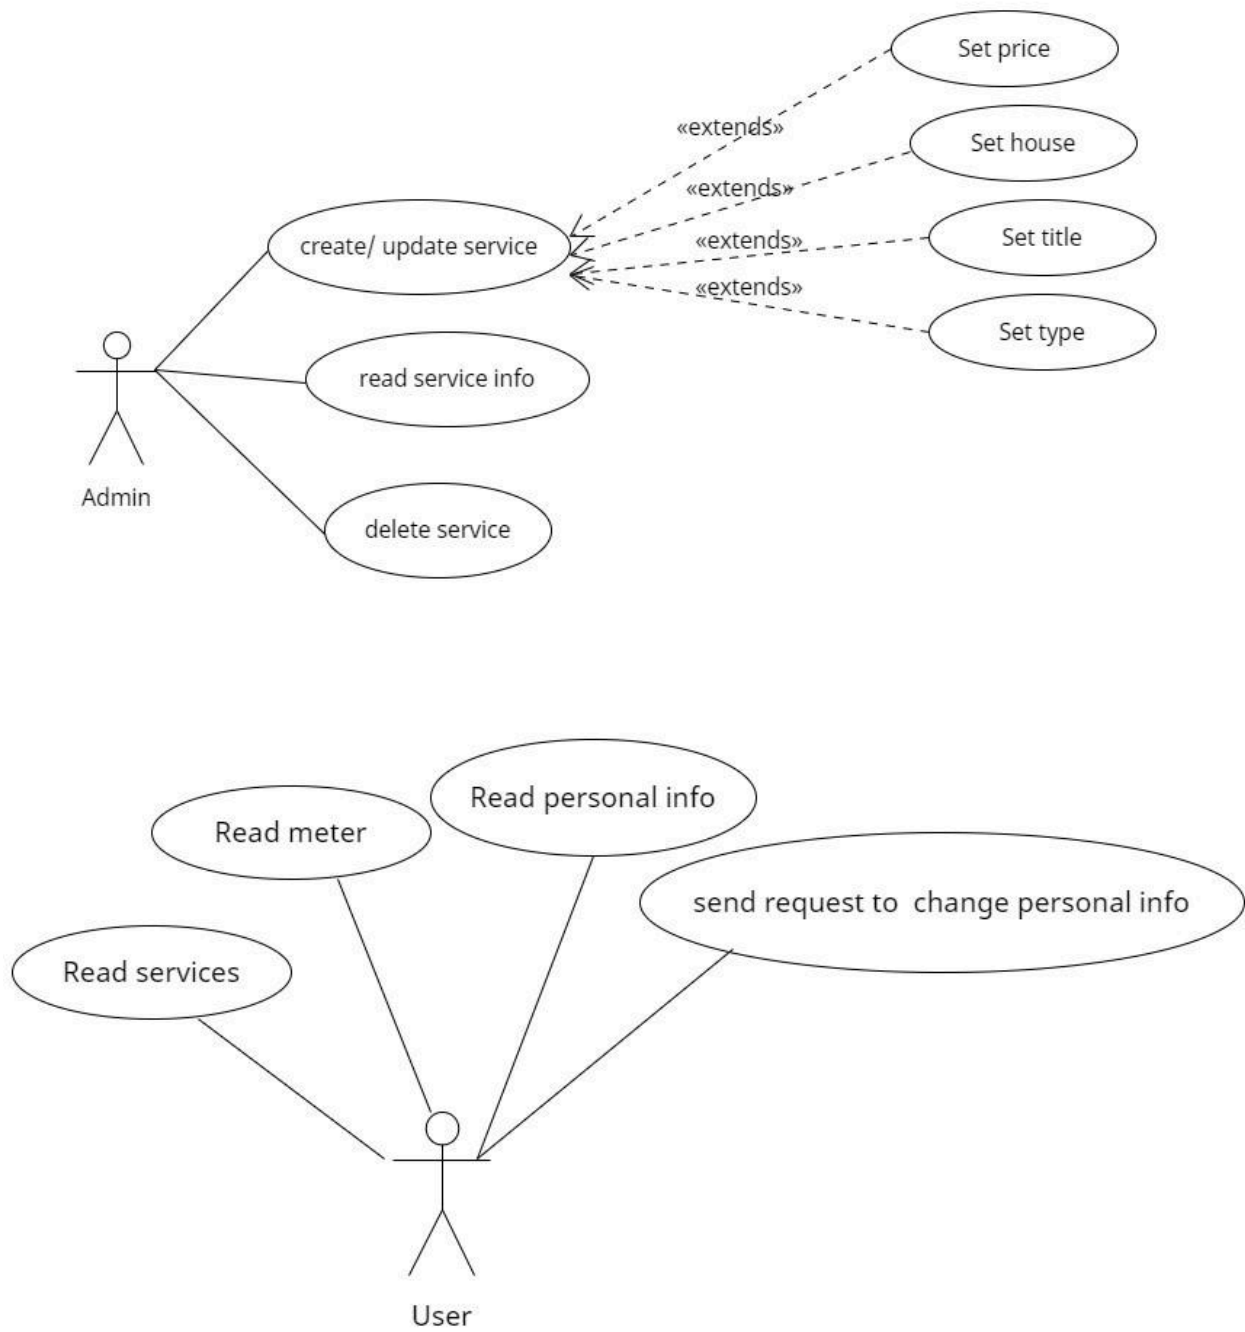 Set price
«extends»
Set house
«extends»
create/ update service
«extends»
Set title
«extends»
Set type
read service info
Admin
delete service
Read personal info
Read meter
send request to  change personal info
Read services
User